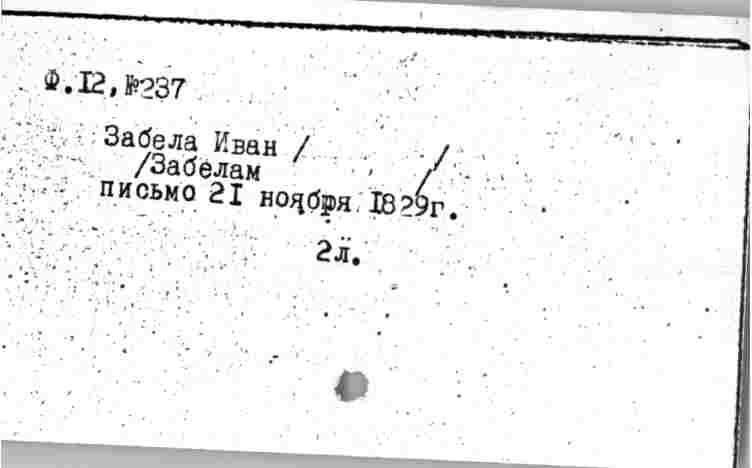 Ф.I2,№237
Забела Иван / /
/Забелам /
письмо 2I ноября I829г.
2л.